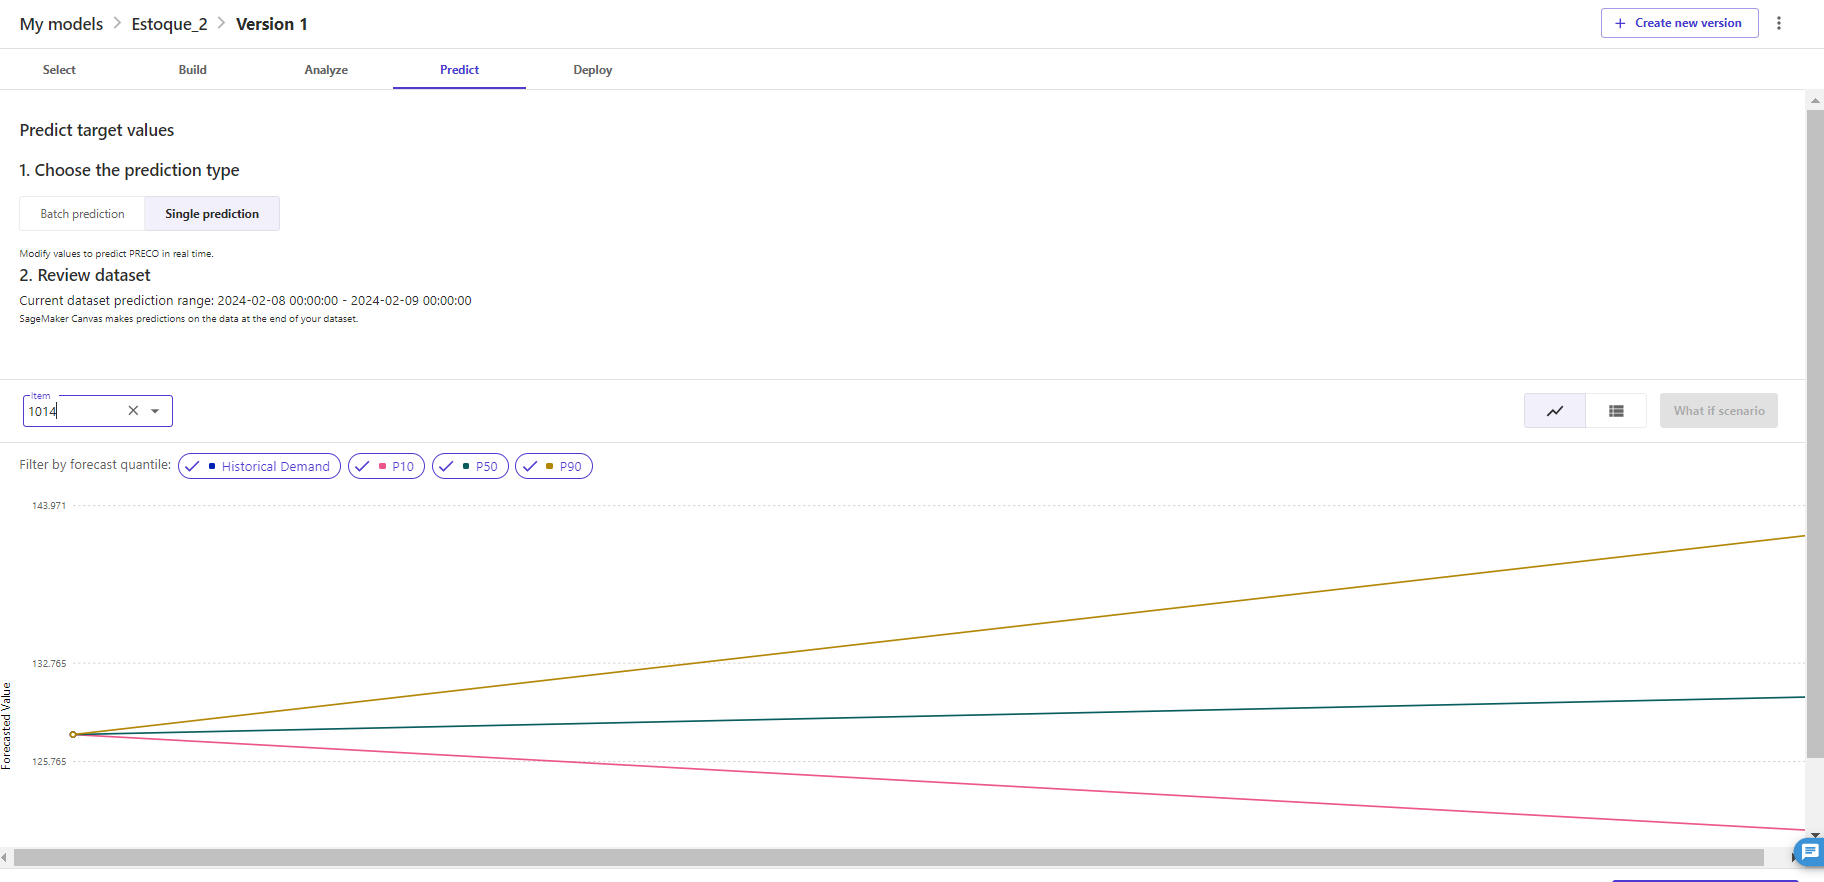 My models > Estoque_2 > Version 1
+ Create new version
Select Build Analyze Predict Deploy
Predict target values
1. Choose the prediction type
Batch prediction Single prediction
Modify values to predict PRECO in real time.
2. Review dataset
Current dataset prediction range: 2024-02-08 00:00:00 - 2024-02-09 00:00:00
SageMaker Canvas makes predictions on the data at the end of your dataset.
Item
1014
What if scenario
Filter by forecast quantile: Historical Demand P10 P50 P90
143.971
132.765
125.765
Forecasted Value